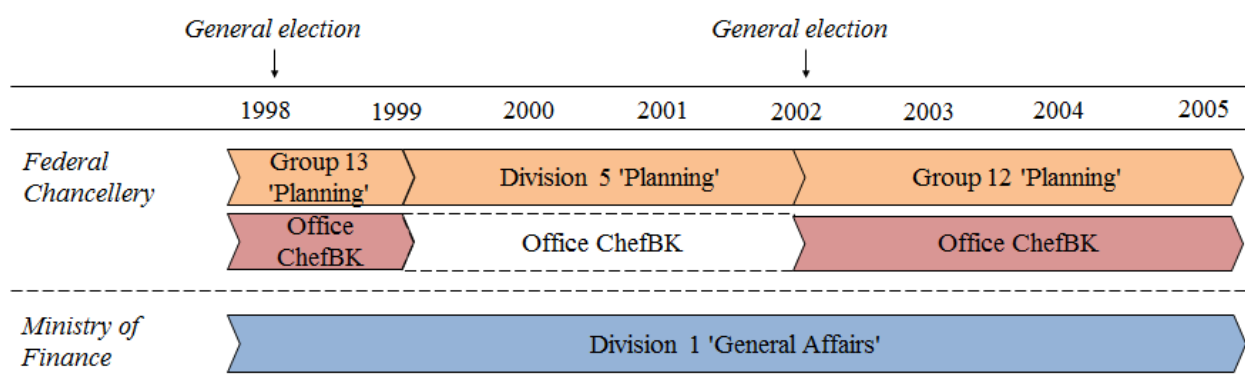 General election General election
1998 1999 2000 2001 2002 2003 2004 2005
Federal
Chancellery
Group 13
'Planning'
Division 5 'Planning'
Group 12 'Planning'
Office
ChefBK
Office ChefBK
Office ChefBK
Ministry of
Finance
Division 1 'General Affairs'